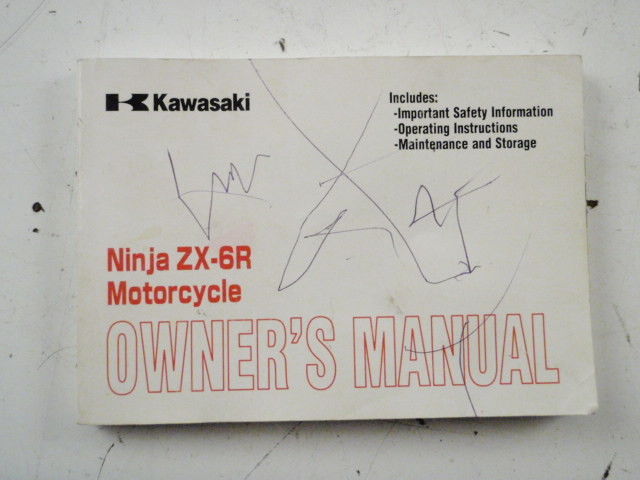 Kawasaki
Includes:
-Important Safety Information
-Operating Instructions
-Maintenance and Storage
Ninja ZX-6R
Motorcycle
OWNER'S MANUAL